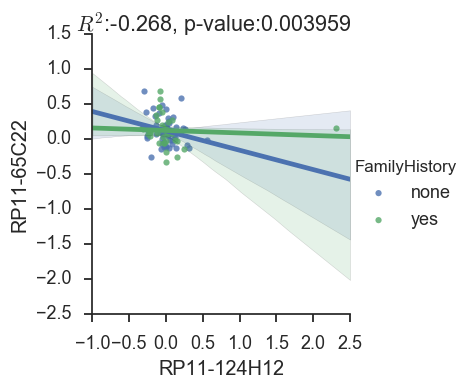 R²:-0.268, p-value:0.003959
1.5
1.0
0.5
0.0
−0.5
−1.0
−1.5
−2.0
−2.5
RP11-65C22
FamilyHistory
none
yes
−1.0 −0.5 0.0 0.5 1.0 1.5 2.0 2.5
RP11-124H12